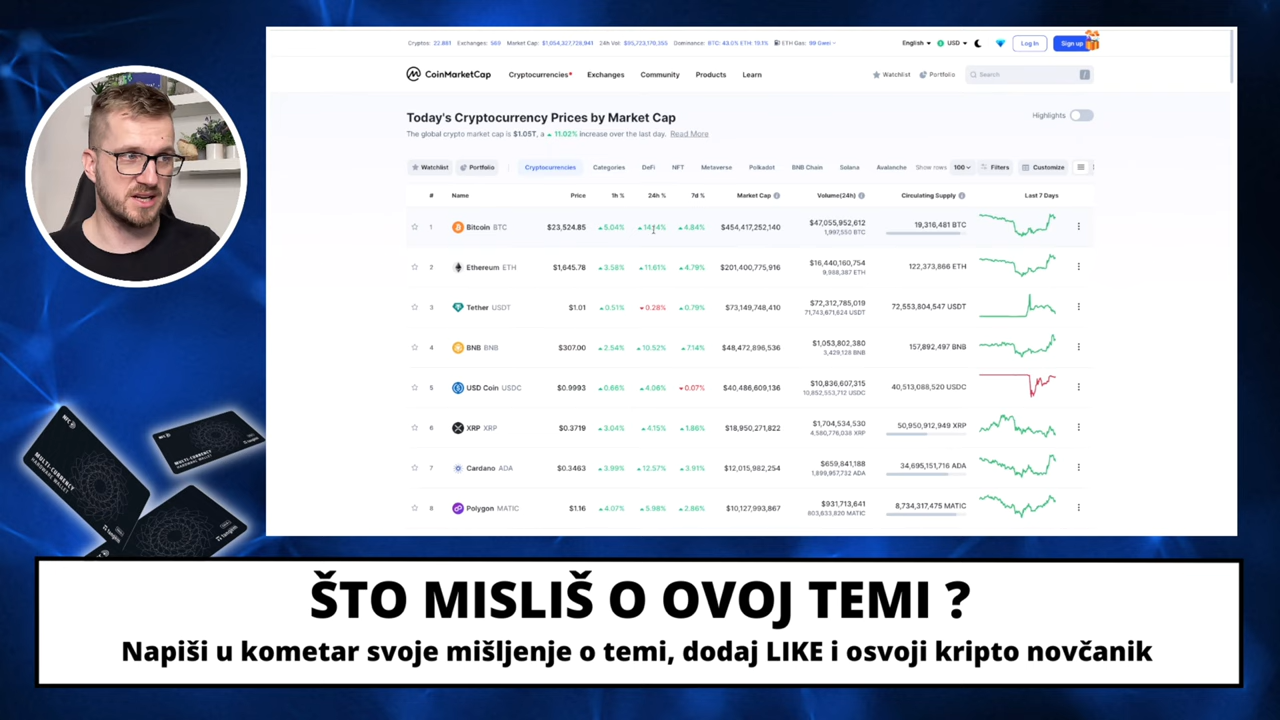 Cryptos: 22,881 Exchanges: 569 Market Cap: $1,054,327,728,941 24h Vol: $95,723,179,355 Dominance: BTC: 43.0% ETH: 19.1% ETH Gas: 99 Gwei
English USD Log In Sign up
CoinMarketCap Cryptocurrencies Exchanges Community Products Learn Watchlist Portfolio Search /
Today's Cryptocurrency Prices by Market Cap Highlights
The global crypto market cap is $1.05T, a 11.02% increase over the last day. Read More
Watchlist Portfolio Cryptocurrencies Categories DeFi NFT Metaverse Polkadot BNB Chain Solana Avalanche Show rows 100 Filters Customize
# Name Price 1h % 24h % 7d % Market Cap Volume(24h) Circulating Supply Last 7 Days
1 Bitcoin BTC $23,524.85 5.04% 4.84% $454,417,252,140 $47,055,952,612 19,316,481 BTC
1,997,550 BTC
2 Ethereum ETH $1,645.78 3.58% 11.61% 4.79% $201,400,775,916 $16,440,160,754 122,373,866 ETH
9,988,387 ETH
3 Tether USDT $1.01 0.51% 0.28% 0.79% $73,149,748,410 $72,312,785,019 72,553,804,547 USDT
71,743,671,624 USDT
4 BNB BNB $307.00 2.54% 10.52% 7.14% $48,472,896,536 $1,053,802,380 157,892,497 BNB
3,429,128 BNB
5 USD Coin USDC $0.9993 0.66% 4.06% 0.07% $40,486,609,136 $10,836,607,315 40,513,088,520 USDC
10,852,553,712 USDC
6 XRP XRP $0.3719 3.04% 4.15% 1.86% $18,950,271,822 $1,704,534,530 50,950,912,949 XRP
4,580,776,038 XRP
7 Cardano ADA $0.3463 3.99% 12.57% 3.91% $12,015,982,254 $659,841,188 34,695,151,716 ADA
1,899,957,732 ADA
8 Polygon MATIC $1.16 4.07% 5.98% 2.86% $10,127,993,867 $931,713,641 8,734,317,475 MATIC
803,633,820 MATIC
NFC
MULTI-CURRENCY
HARDWARE WALLET
tangem
NFC
MULTI-CURRENCY
HARDWARE WALLET
tangem
ŠTO MISLIŠ O OVOJ TEMI ?
Napiši u kometar svoje mišljenje o temi, dodaj LIKE i osvoji kripto novčanik